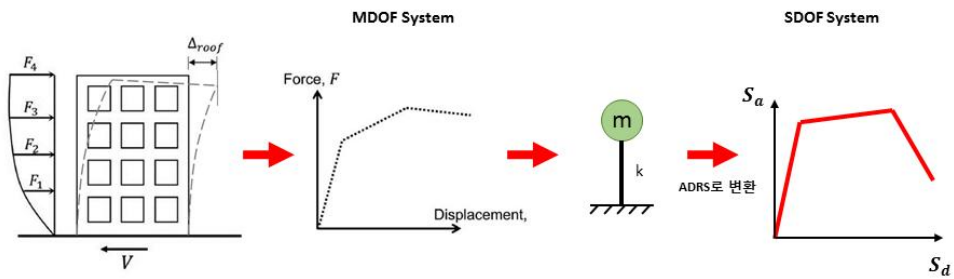 MDOF System
SDOF System
Δroof
F4
F3
F2
F1
V
Force, F
Displacement,
m
k
ADRS로 변환
Sa
Sd